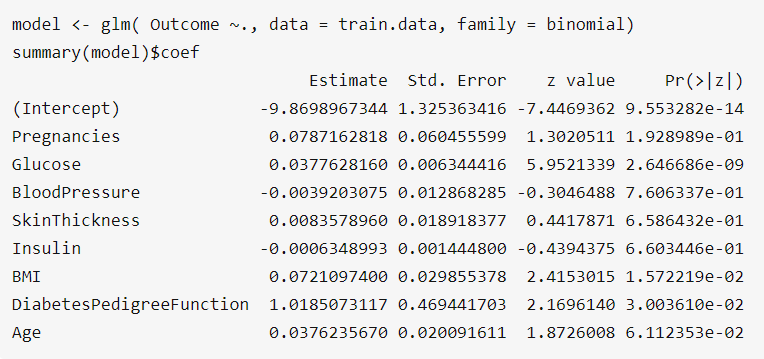 model <- glm( Outcome ~., data = train.data, family = binomial)
summary(model)$coef
Estimate Std. Error z value Pr(>|z|)
(Intercept) -9.8698967344 1.325363416 -7.4469362 9.553282e-14
Pregnancies 0.0787162818 0.060455599 1.3020511 1.928989e-01
Glucose 0.0377628160 0.006344416 5.9521339 2.646686e-09
BloodPressure -0.0039203075 0.012868285 -0.3046488 7.606337e-01
SkinThickness 0.0083578960 0.018918377 0.4417871 6.586432e-01
Insulin -0.0006348993 0.001444800 -0.4394375 6.603446e-01
BMI 0.0721097400 0.029855378 2.4153015 1.572219e-02
DiabetesPedigreeFunction 1.0185073117 0.469441703 2.1696140 3.003610e-02
Age 0.0376235670 0.020091611 1.8726008 6.112353e-02